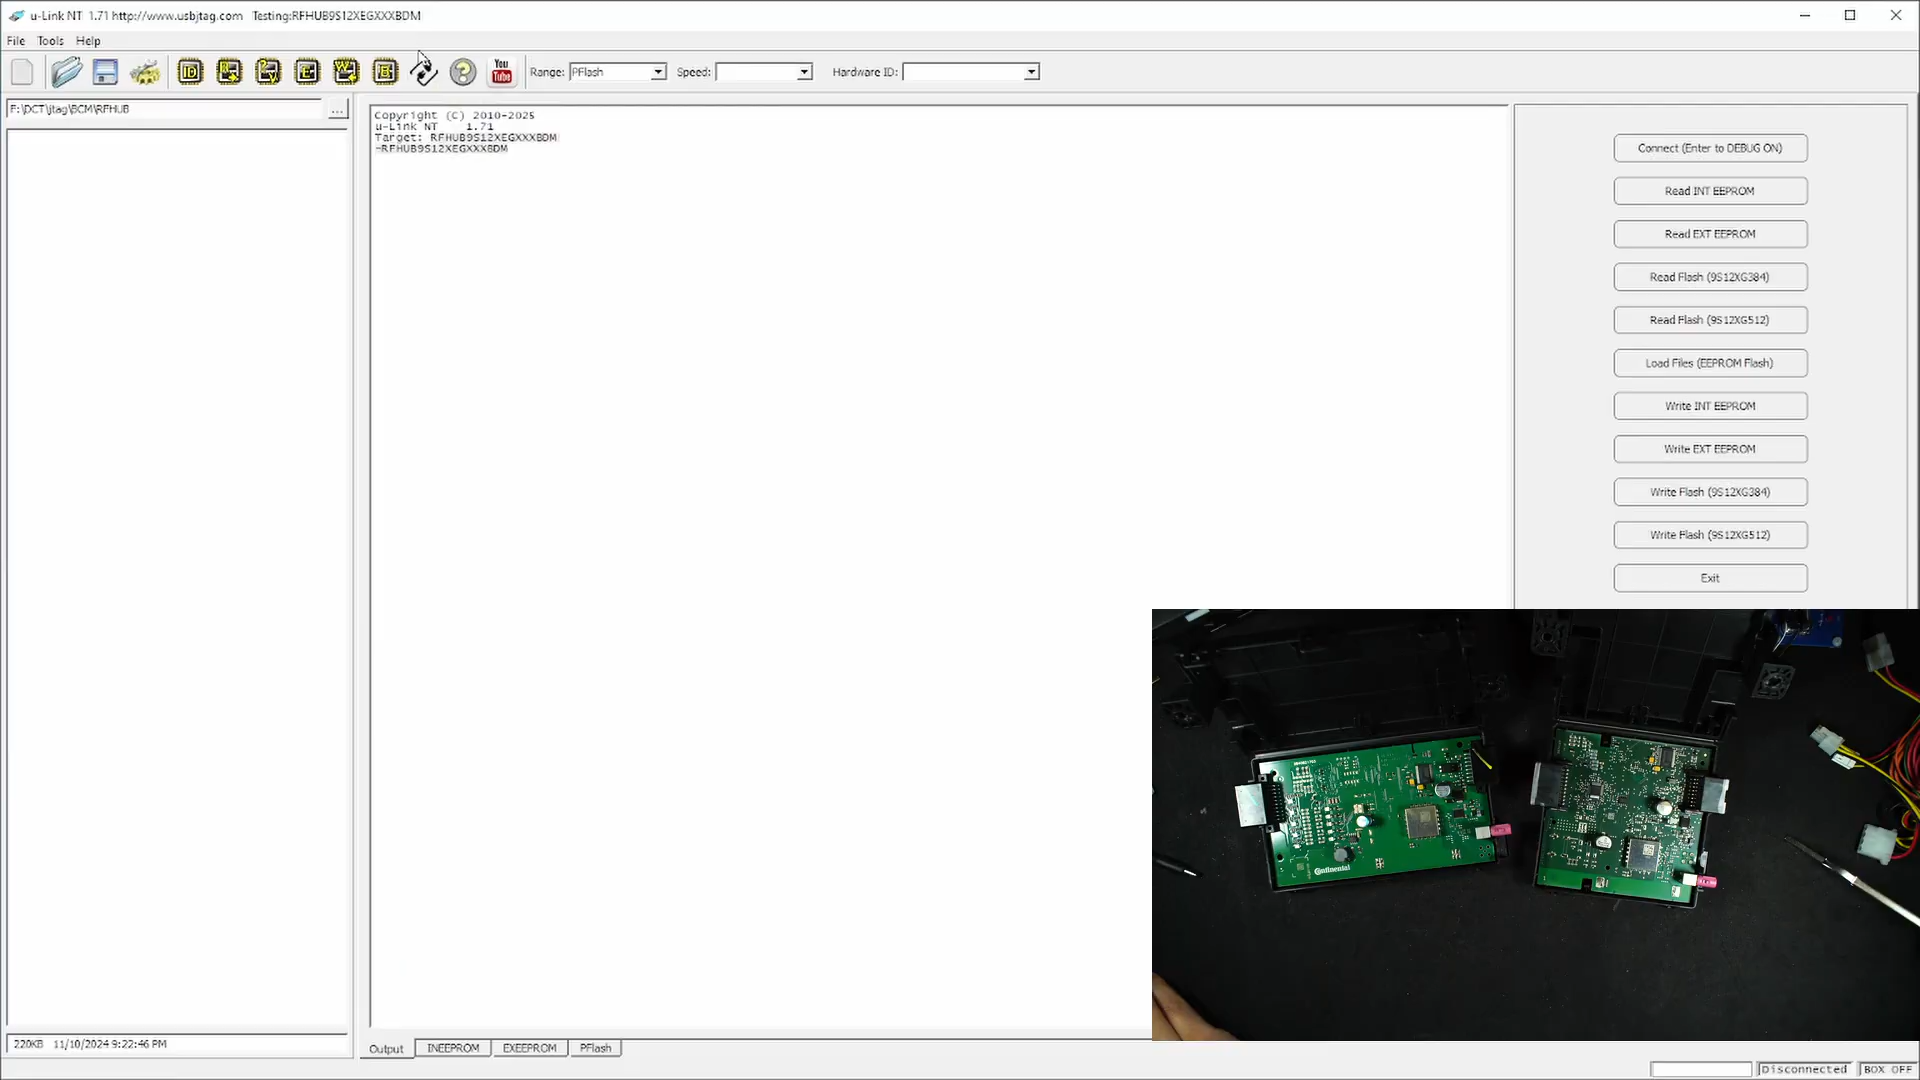 u-Link NT 1.71 http://www.usbjtag.com Testing:RFHUB9S12XEGXXXBDM
File Tools Help
ID
You
Tube
Range: PFlash Speed: Hardware ID:
F:\DCT\jtag\BCM\RFHUB ...
Copyright (C) 2010-2025
u-Link NT 1.71
Target: RFHUB9S12XEGXXXBDM
~RFHUB9S12XEGXXXBDM
Connect (Enter to DEBUG ON)
Read INT EEPROM
Read EXT EEPROM
Read Flash (9S12XG384)
Read Flash (9S12XG512)
Load Files (EEPROM Flash)
Write INT EEPROM
Write EXT EEPROM
Write Flash (9S12XG384)
Write Flash (9S12XG512)
Exit
Continental
220KB 11/10/2024 9:22:46 PM
Output INEEPROM EXEEPROM PFlash
Disconnected BOX OFF